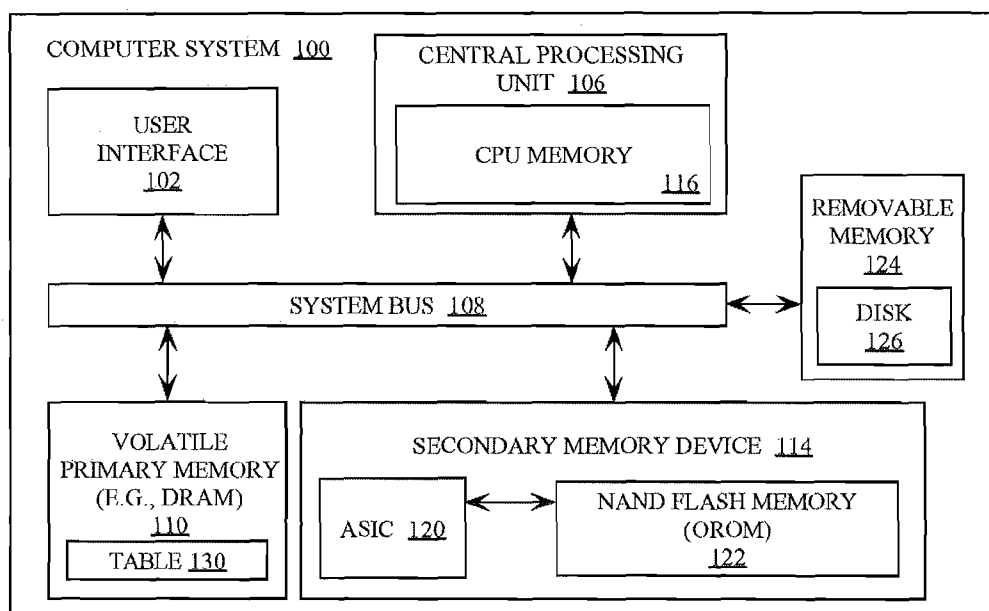 COMPUTER SYSTEM 100
CENTRAL PROCESSING
UNIT 106
CPU MEMORY
116
USER
INTERFACE
102
REMOVABLE
MEMORY
124
DISK
126
SYSTEM BUS 108
VOLATILE
PRIMARY MEMORY
(E.G., DRAM)
110
TABLE 130
SECONDARY MEMORY DEVICE 114
ASIC 120
NAND FLASH MEMORY
(OROM)
122